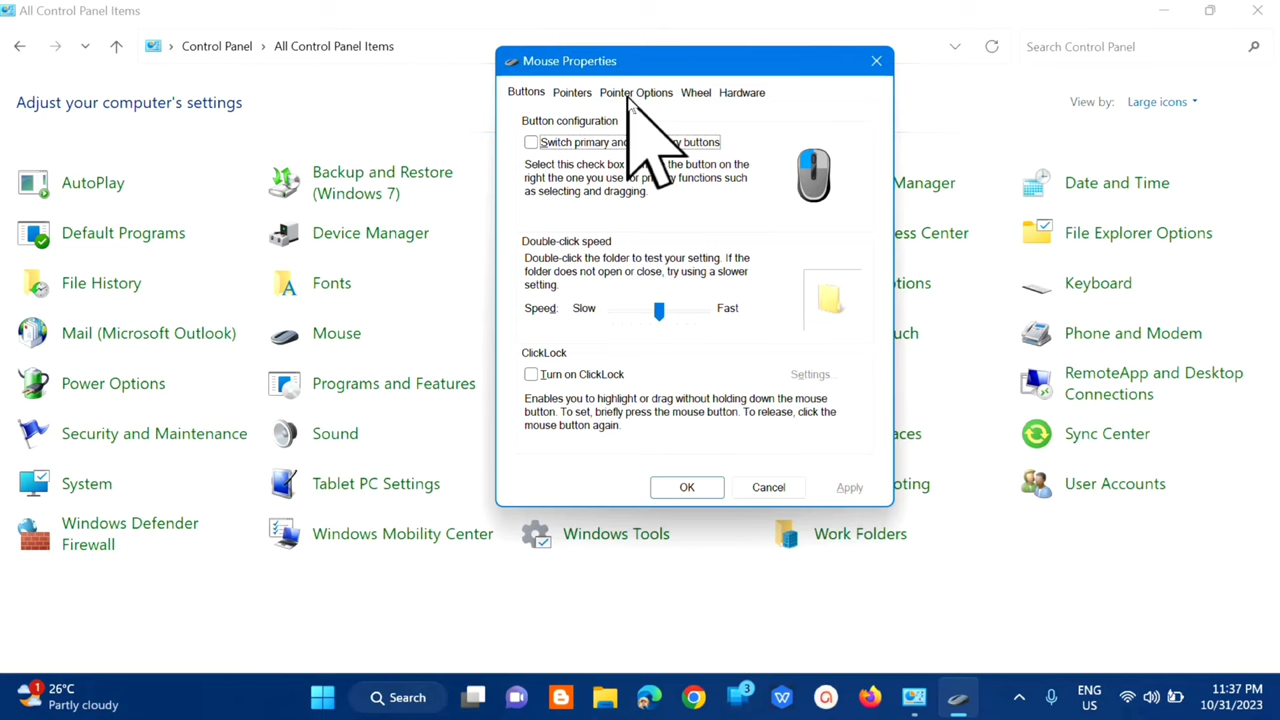 All Control Panel Items
Control Panel > All Control Panel Items
Search Control Panel
Adjust your computer's settings
View by: Large icons
AutoPlay
Backup and Restore
(Windows 7)
Manager
Date and Time
Default Programs
Device Manager
Center
File Explorer Options
File History
Fonts
Keyboard
Mail (Microsoft Outlook)
Mouse
Phone and Modem
Power Options
Programs and Features
RemoteApp and Desktop
Connections
Security and Maintenance
Sound
Sync Center
System
Tablet PC Settings
User Accounts
Windows Defender
Firewall
Windows Mobility Center
Windows Tools
Work Folders
Mouse Properties
Buttons Pointers Pointer Options Wheel Hardware
Button configuration
Switch primary and buttons
Select this check box the button on the
right the one you use for functions such
as selecting and dragging.
Double-click speed
Double-click the folder to test your setting. If the
folder does not open or close, try using a slower
setting.
Speed: Slow Fast
ClickLock
Turn on ClickLock Settings...
Enables you to highlight or drag without holding down the mouse
button. To set, briefly press the mouse button. To release, click the
mouse button again.
OK Cancel Apply
1
26°C
Partly cloudy
Search
3
ENG
US
11:37 PM
10/31/2023